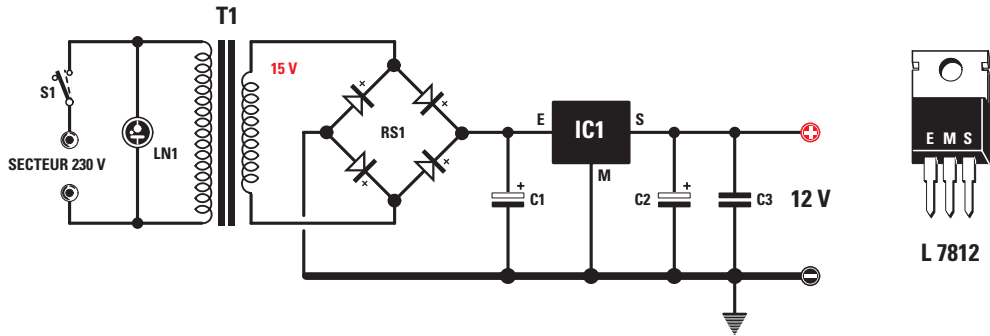 T1
15 V
S1
SECTEUR 230 V
LN1
RS1
E
IC1
S
M
C1
+
C2
+
C3
12 V
E M S
L 7812